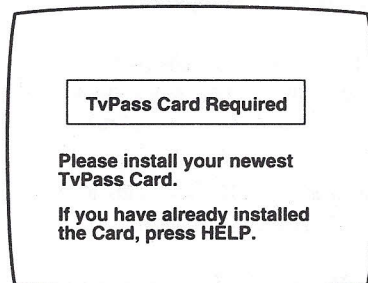 TvPass Card Required
Please install your newest
TvPass Card.
If you have already installed
the Card, press HELP.